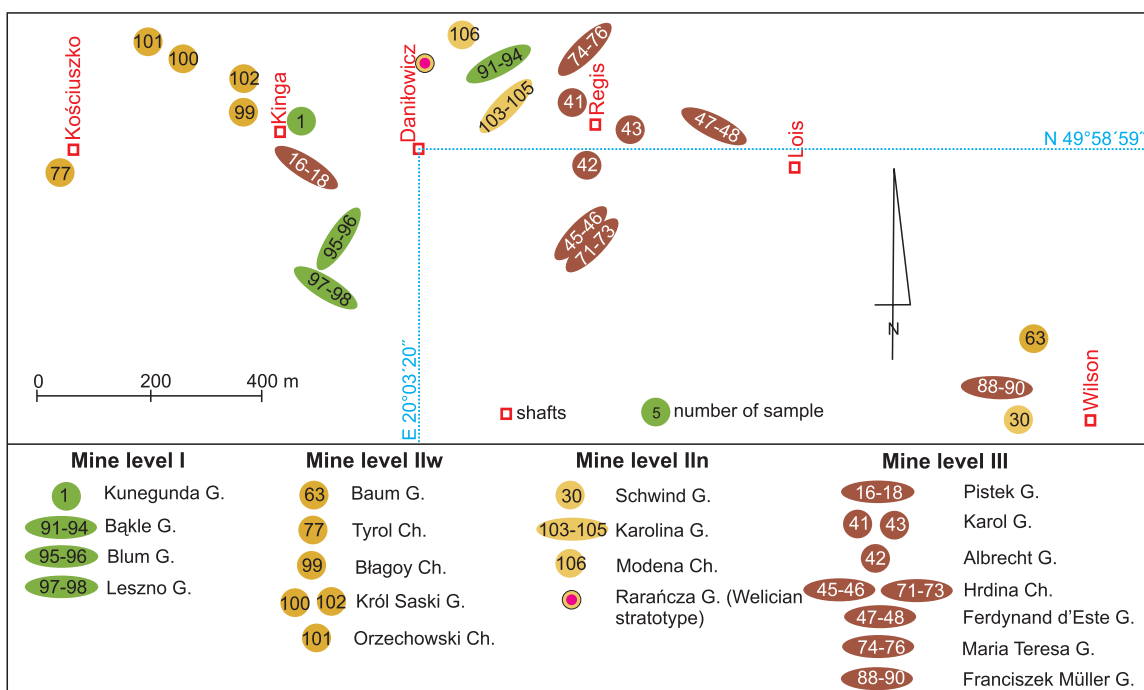 101
100
102
99
77
Kościuszko
Kinga
1
16-18
95-96
97-98
Daniłowicz
106
91-94
103-105
74-76
41
Regis
43
47-48
42
45-46
71-73
Lois
N 49°58´59˝
E 20°03´20˝
N
63
88-90
30
Wilson
0 200 400 m
shafts
5 number of sample
Mine level I
1 Kunegunda G.
91-94 Bąkle G.
95-96 Blum G.
97-98 Leszno G.
Mine level IIw
63 Baum G.
77 Tyrol Ch.
99 Błagoy Ch.
100 102 Król Saski G.
101 Orzechowski Ch.
Mine level IIn
30 Schwind G.
103-105 Karolina G.
106 Modena Ch.
Rarańcza G. (Welician
stratotype)
Mine level III
16-18 Pistek G.
41 43 Karol G.
42 Albrecht G.
45-46 71-73 Hrdina Ch.
47-48 Ferdynand d’Este G.
74-76 Maria Teresa G.
88-90 Franciszek Müller G.